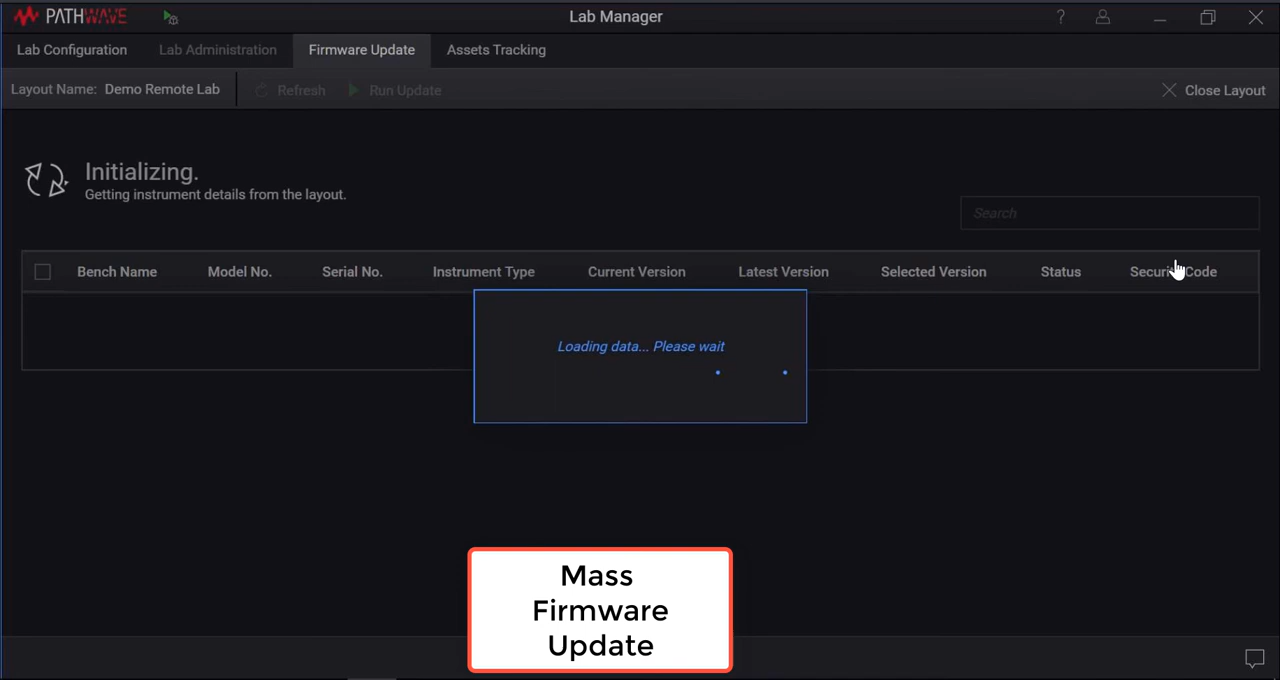 PATHWAVE
Lab Manager
?
Lab Configuration Lab Administration Firmware Update Assets Tracking
Layout Name: Demo Remote Lab Refresh Run Update Close Layout
Initializing.
Getting instrument details from the layout.
Search
Bench Name Model No. Serial No. Instrument Type Current Version Latest Version Selected Version Status Security Code
Loading data... Please wait
Mass
Firmware
Update